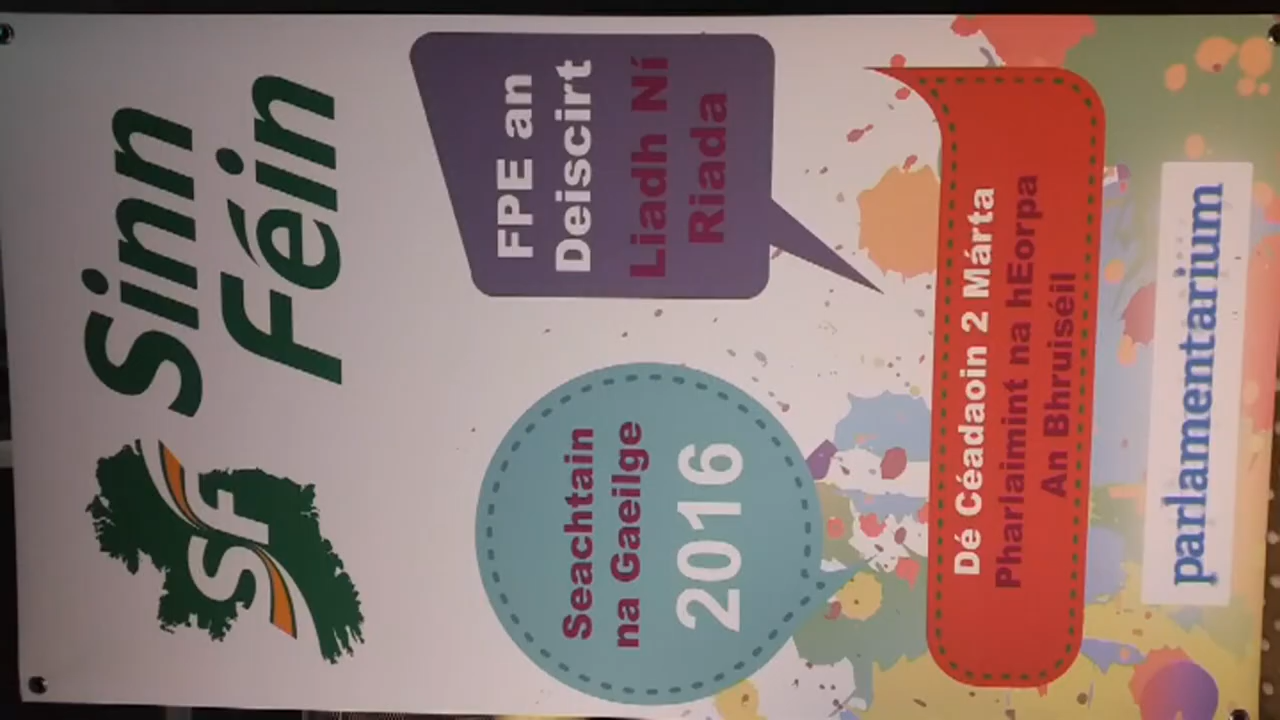 SF
Sinn
Féin
FPE an
Deiscirt
Liadh Ní
Riada
Seachtain
na Gaeilge
2016
Dé Céadaoin 2 Márta
Pharlaimint na hEorpa
An Bhruiséil
parlamentarium